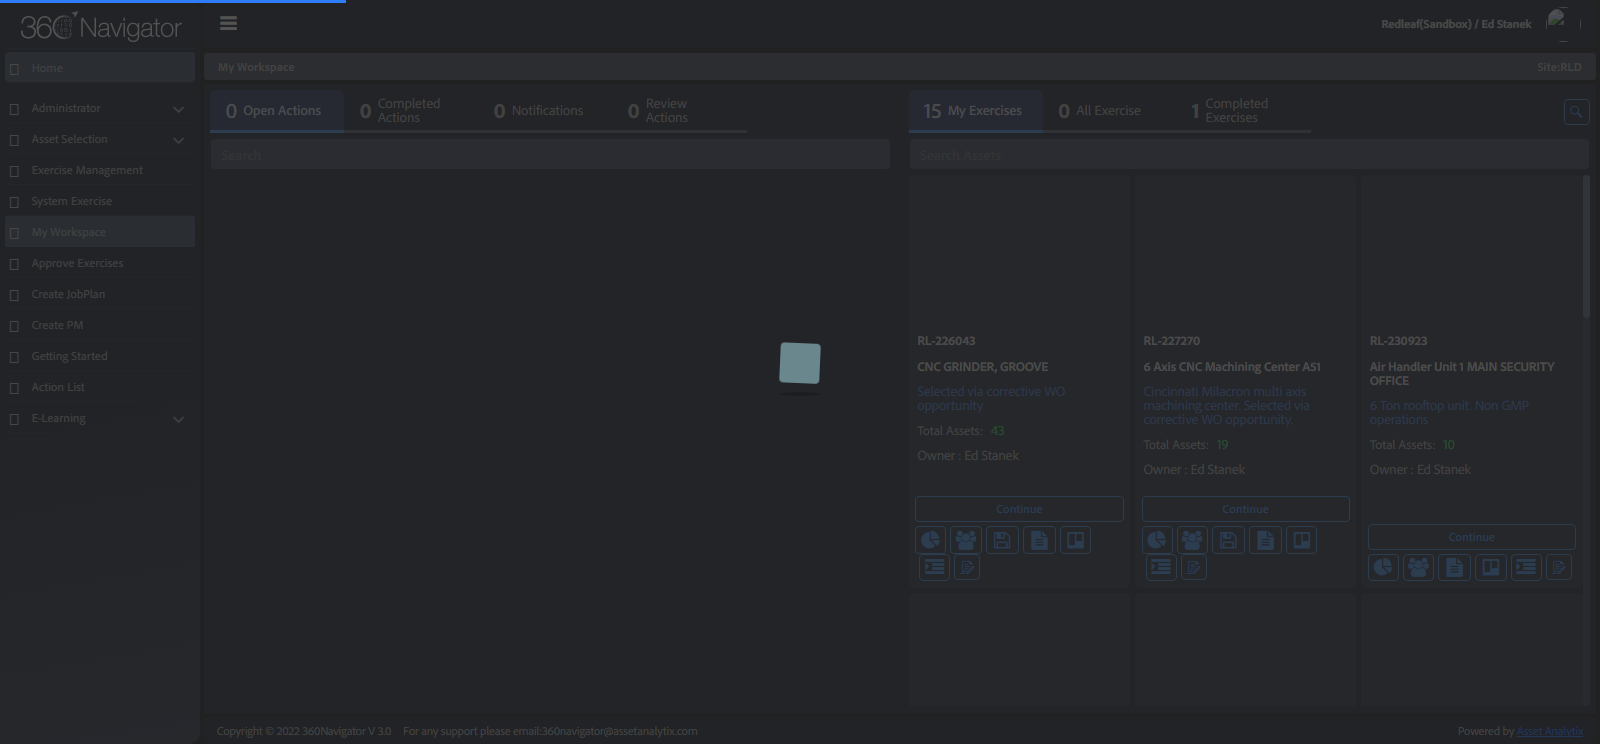 360 Navigator
Redleaf(Sandbox) / Ed Stanek
Home
Administrator
Asset Selection
Exercise Management
System Exercise
My Workspace
Approve Exercises
Create JobPlan
Create PM
Getting Started
Action List
E-Learning
My Workspace
Site:RLD
0 Open Actions
0 Completed Actions
0 Notifications
0 Review Actions
Search
15 My Exercises
0 All Exercise
1 Completed Exercises
Search Assets
RL-226043
CNC GRINDER, GROOVE
Selected via corrective WO
opportunity
Total Assets: 43
Owner : Ed Stanek
Continue
RL-227270
6 Axis CNC Machining Center A51
Cincinnati Milacron multi axis
machining center. Selected via
corrective WO opportunity.
Total Assets: 19
Owner : Ed Stanek
Continue
RL-230923
Air Handler Unit 1 MAIN SECURITY
OFFICE
6 Ton rooftop unit. Non GMP
operations
Total Assets: 10
Owner : Ed Stanek
Continue
Copyright © 2022 360Navigator V 3.0 For any support please email:360navigator@assetanalytix.com
Powered by Asset Analytix